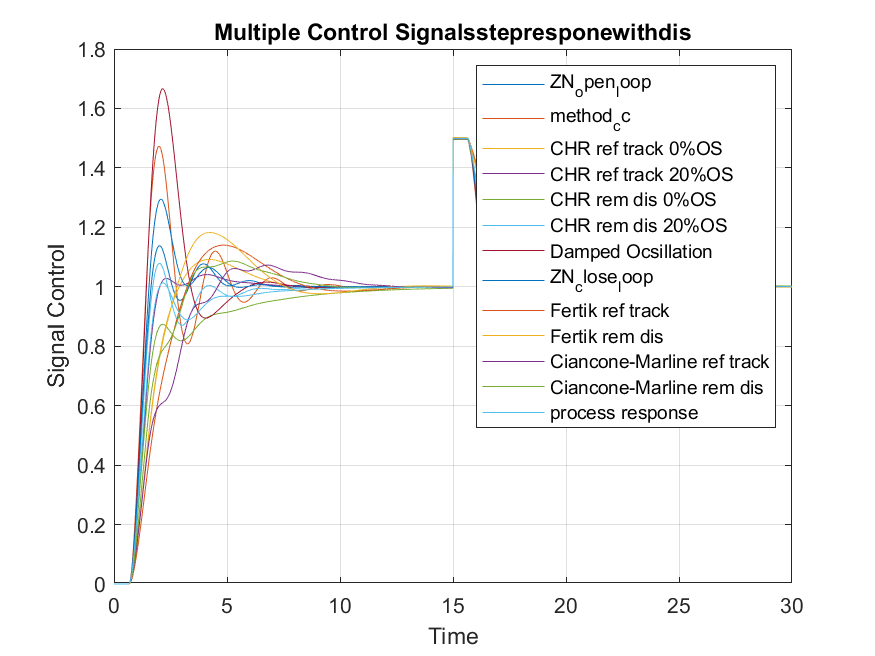 Multiple Control Signalsstepresponewithdis
1.8
1.6
1.4
1.2
1
0.8
0.6
0.4
0.2
0
Signal Control
0 5 10 15 20 25 30
Time
ZNopenloop
methodcc
CHR ref track 0%OS
CHR ref track 20%OS
CHR rem dis 0%OS
CHR rem dis 20%OS
Damped Ocsillation
ZNcloseloop
Fertik ref track
Fertik rem dis
Ciancone-Marline ref track
Ciancone-Marline rem dis
process response